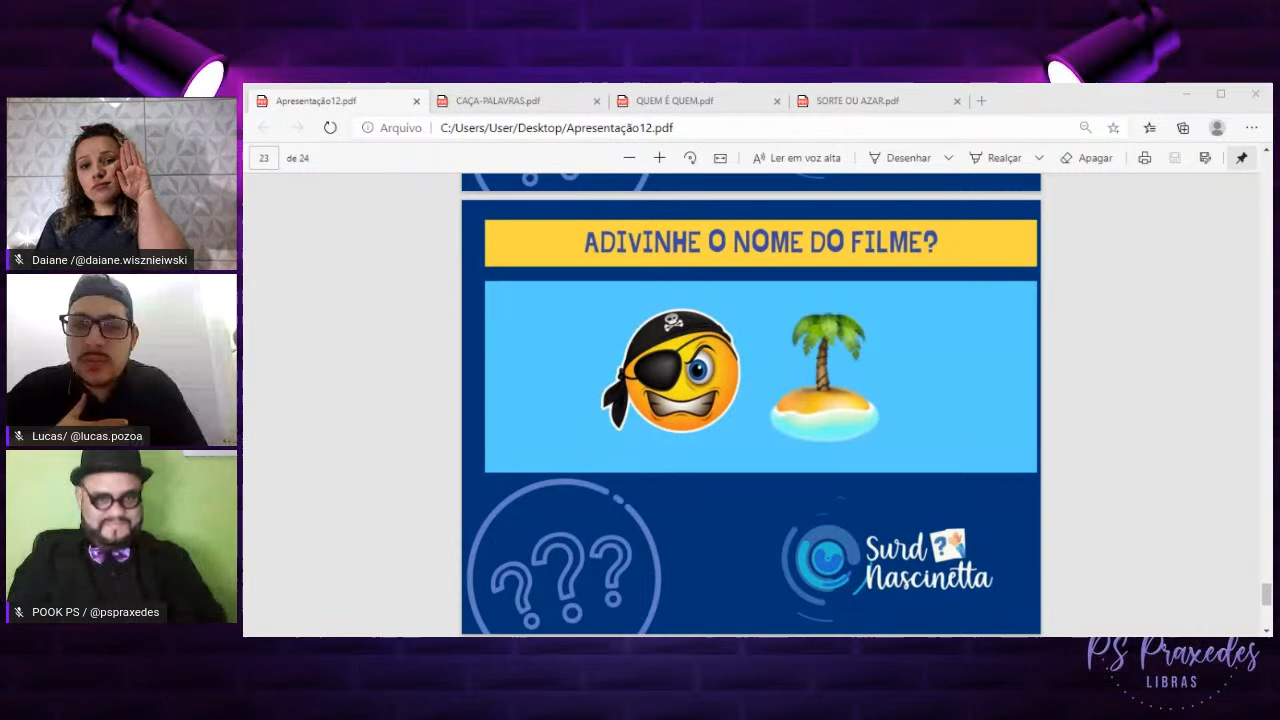 Apresentação12.pdf
CAÇA-PALAVRAS.pdf
QUEM É QUEM.pdf
SORTE OU AZAR.pdf
Arquivo
C:/Users/User/Desktop/Apresentação12.pdf
23 de 24
Ler em voz alta
Desenhar
Realçar
Apagar
ADIVINHE O NOME DO FILME?
???
Surd ?
Nascinetta
Daiane /@daiane.wisznieiwski
Lucas/ @lucas.pozoa
POOK PS / @pspraxedes
PS Praxedes
LIBRAS